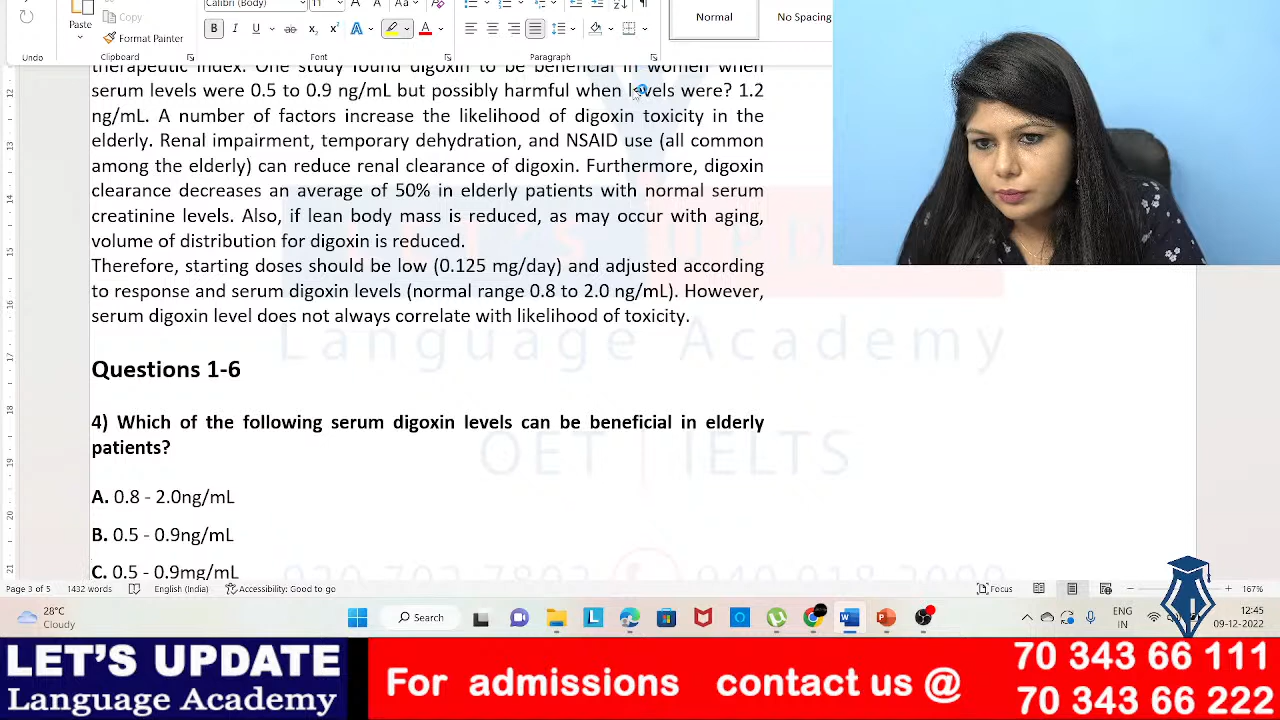 Calibri (Body)
11
Paste
Format Painter
Undo
Clipboard
Font
Paragraph
Normal
No Spacing
therapeutic index. One study found digoxin to be beneficial in women when
serum levels were 0.5 to 0.9 ng/mL but possibly harmful when levels were? 1.2
ng/mL. A number of factors increase the likelihood of digoxin toxicity in the
elderly. Renal impairment, temporary dehydration, and NSAID use (all common
among the elderly) can reduce renal clearance of digoxin. Furthermore, digoxin
clearance decreases an average of 50% in elderly patients with normal serum
creatinine levels. Also, if lean body mass is reduced, as may occur with aging,
volume of distribution for digoxin is reduced.
Therefore, starting doses should be low (0.125 mg/day) and adjusted according
to response and serum digoxin levels (normal range 0.8 to 2.0 ng/mL). However,
serum digoxin level does not always correlate with likelihood of toxicity.
Language Academy
Questions 1-6
4) Which of the following serum digoxin levels can be beneficial in elderly
patients?
OET | IELTS
A. 0.8 - 2.0ng/mL
B. 0.5 - 0.9ng/mL
C. 0.5 - 0.9mg/mL
Page 3 of 5
1432 words
English (India)
Accessibility: Good to go
Focus
167%
28°C
Cloudy
Search
ENG
IN
12:45
09-12-2022
LET'S UPDATE
Language Academy
For admissions contact us @
70 343 66 111
70 343 66 222